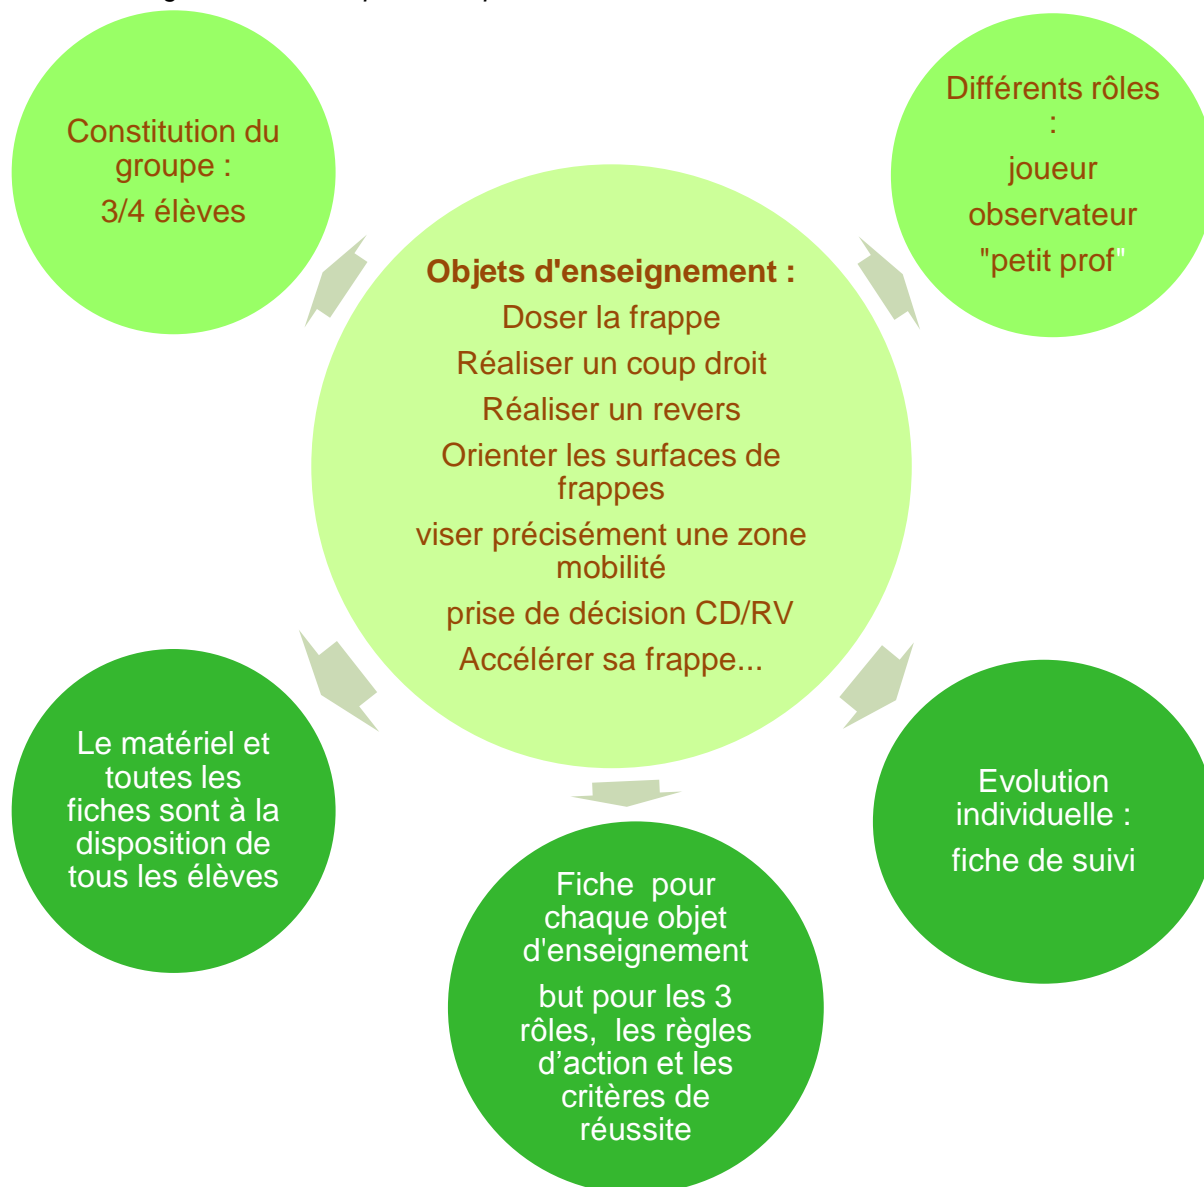 Constitution du
groupe :
3/4 élèves
Différents rôles
:
joueur
observateur
"petit prof"
Objets d'enseignement :
Doser la frappe
Réaliser un coup droit
Réaliser un revers
Orienter les surfaces de
frappes
viser précisément une zone
mobilité
prise de décision CD/RV
Accélérer sa frappe...
Le matériel et
toutes les
fiches sont à la
disposition de
tous les élèves
Fiche pour
chaque objet
d'enseignement
but pour les 3
rôles, les règles
d’action et les
critères de
réussite
Evolution
individuelle :
fiche de suivi